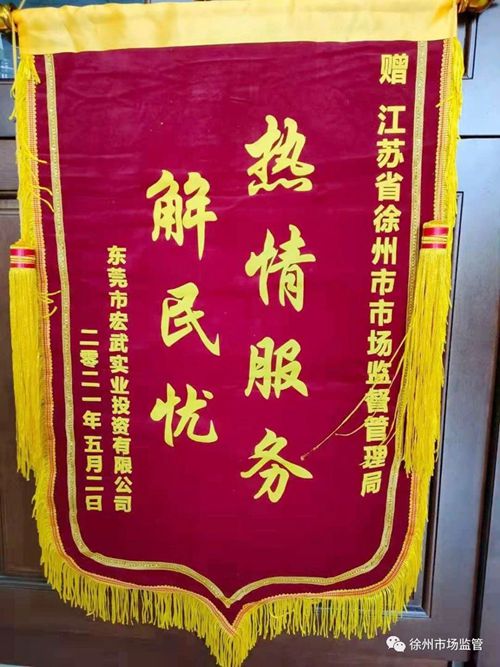 赠 江苏省徐州市市场监督管理局
热情服务
解民忧
东莞市宏武实业投资有限公司
二零二一年五月二日
徐州市场监管